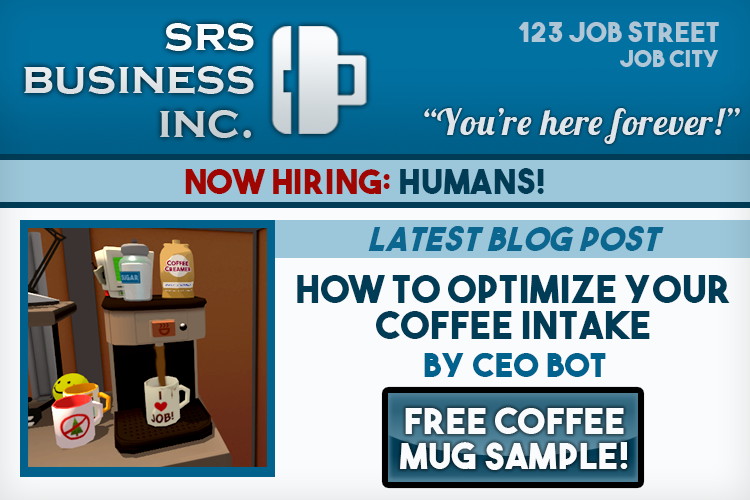 SRS
BUSINESS
INC.
123 JOB STREET
JOB CITY
“You're here forever!”
NOW HIRING: HUMANS!
LATEST BLOG POST
HOW TO OPTIMIZE YOUR
COFFEE INTAKE
BY CEO BOT
FREE COFFEE
MUG SAMPLE!
COFFEE
CREAMER
I
JOB!